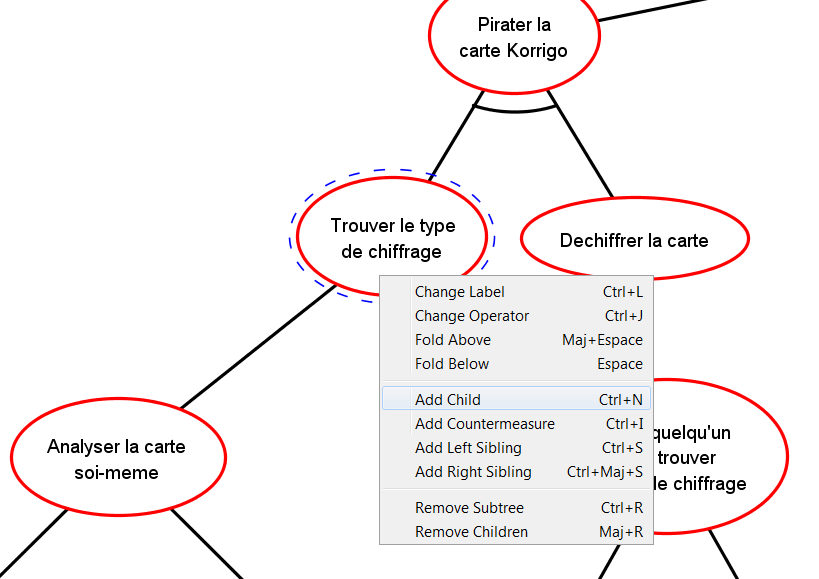 Pirater la
carte Korrigo
Trouver le type
de chiffrage
Dechiffrer la carte
Change Label Ctrl+L
Change Operator Ctrl+J
Fold Above Maj+Espace
Fold Below Espace
Add Child Ctrl+N
Add Countermeasure Ctrl+I
Add Left Sibling Ctrl+S
Add Right Sibling Ctrl+Maj+S
Remove Subtree Ctrl+R
Remove Children Maj+R
Analyser la carte
soi-meme
quelqu'un
trouver
le chiffrage